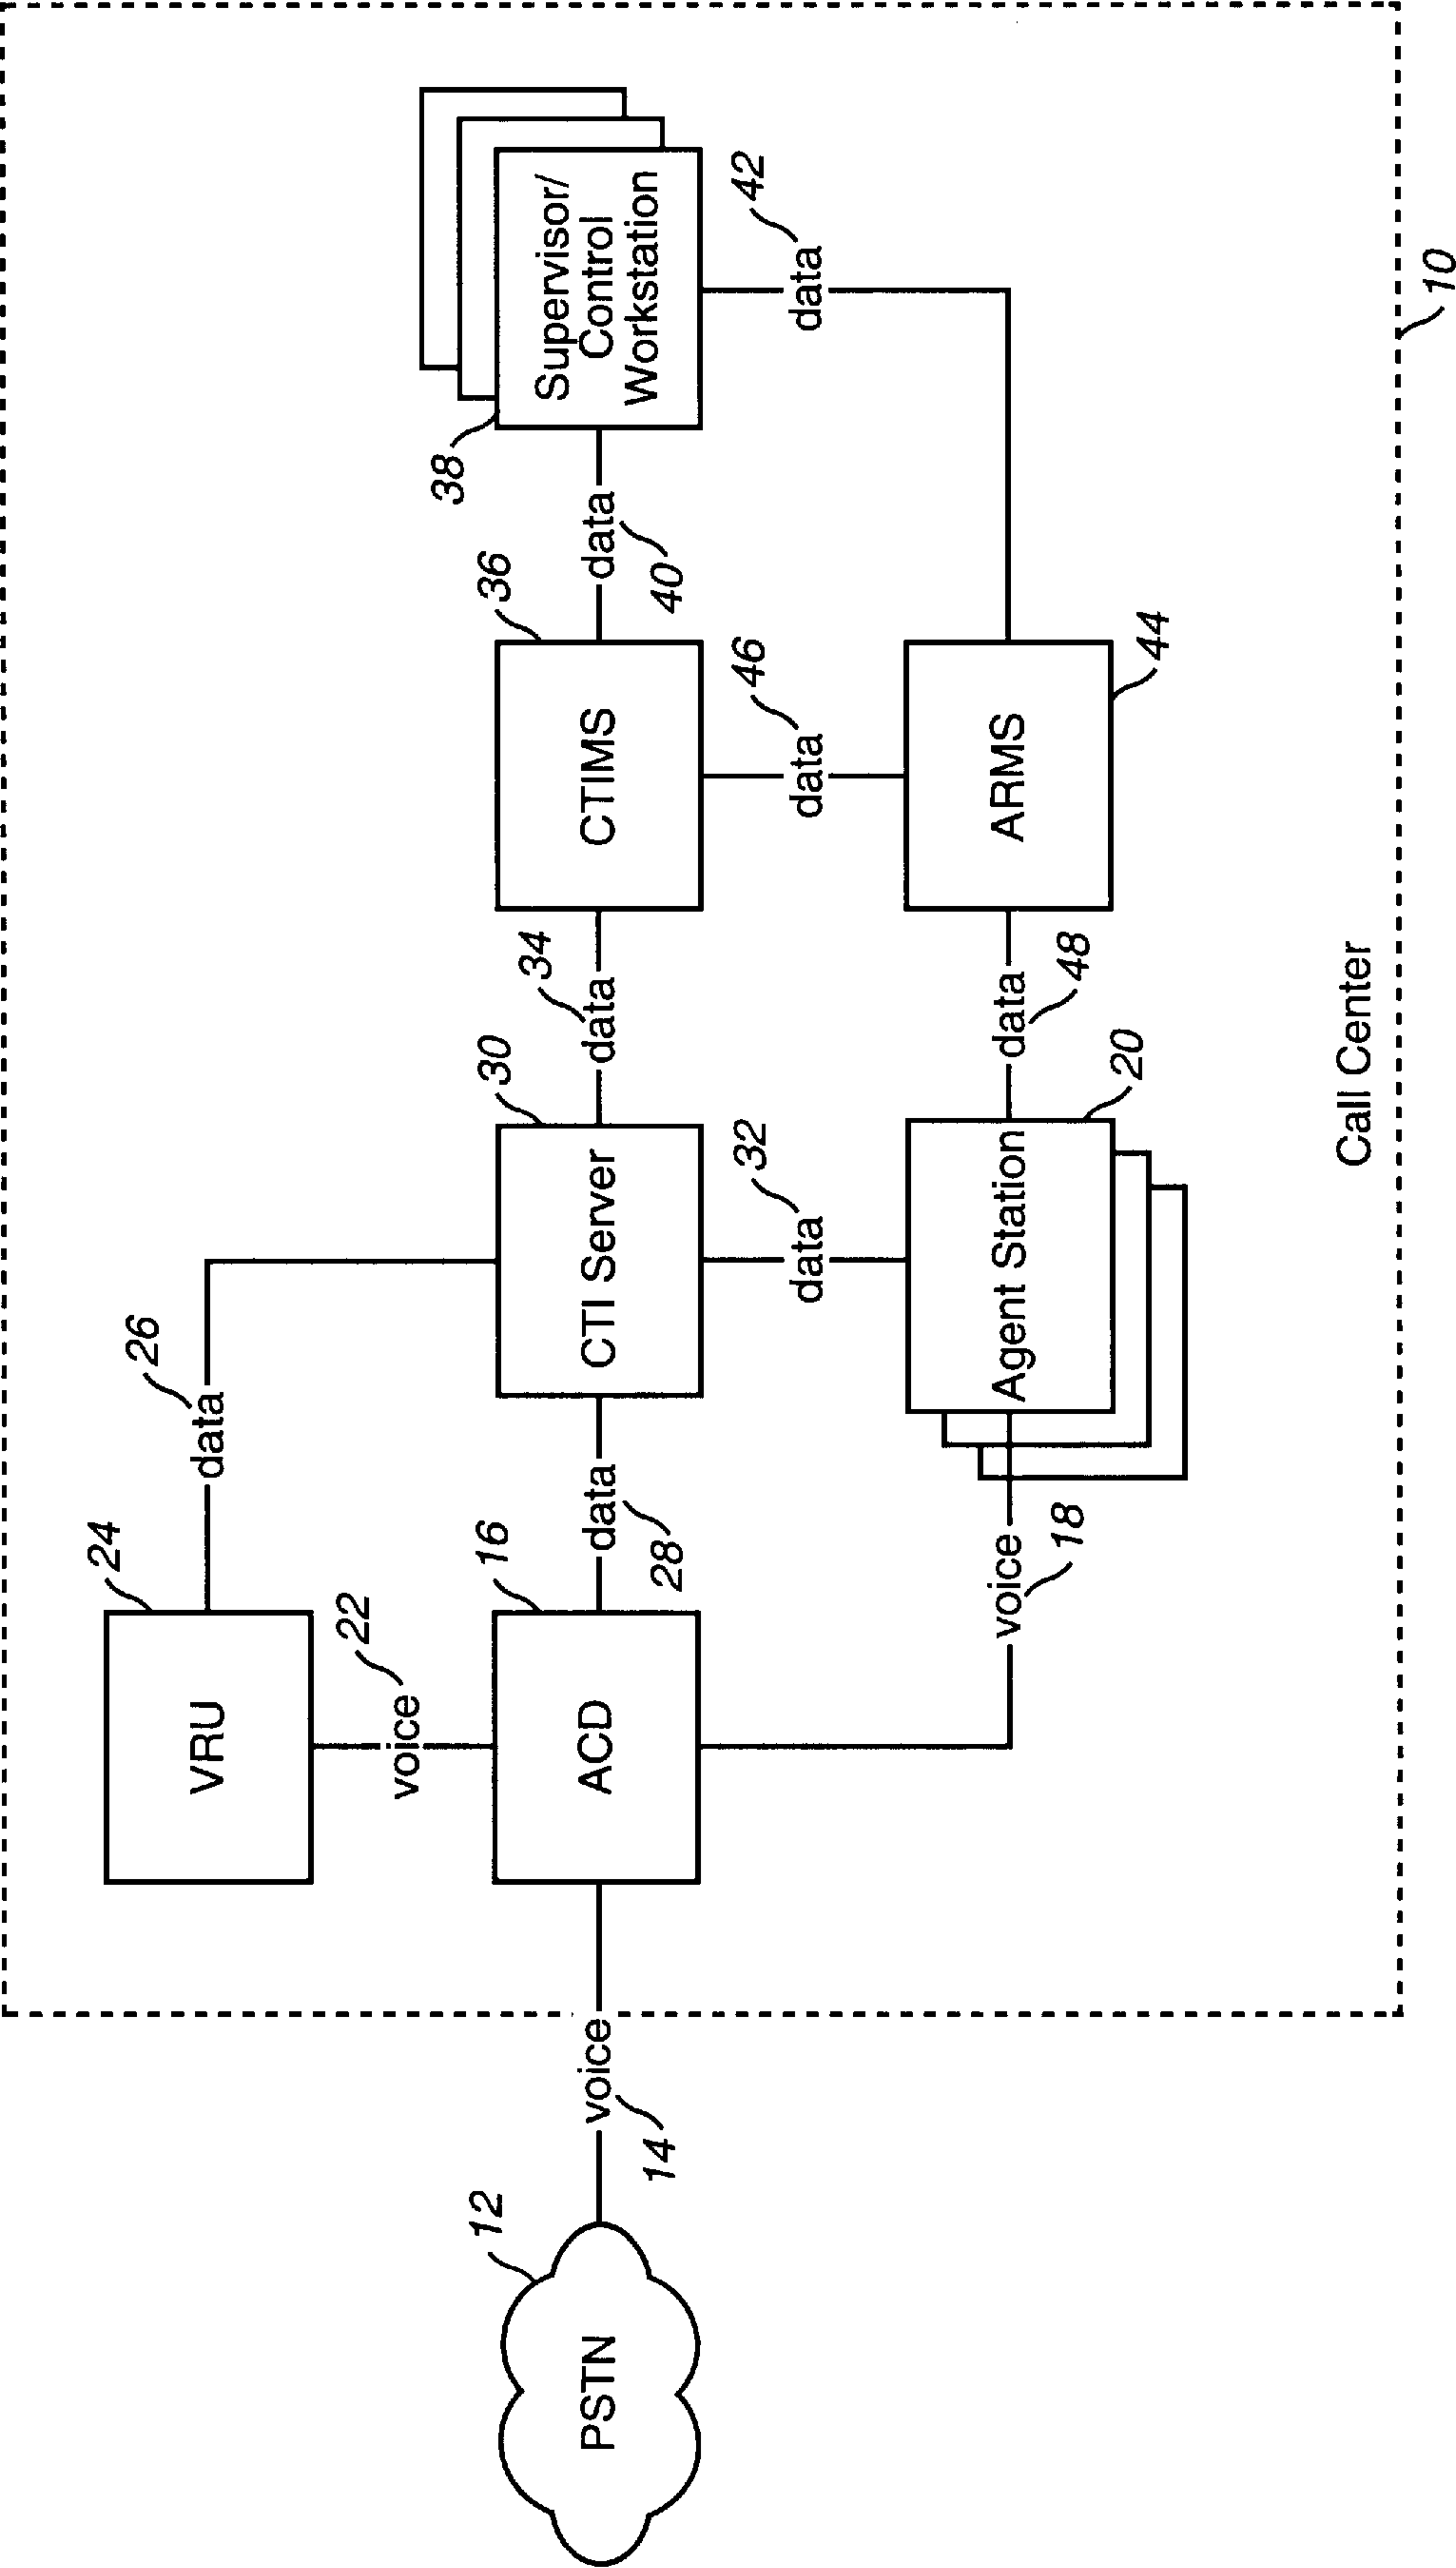 24
VRU
26
data
22
voice
12
PSTN
14
voice
16
ACD
28
data
30
CTI Server
34
data
36
CTIMS
40
data
38
Supervisor/
Control
Workstation
32
data
46
data
42
data
18
voice
20
Agent Station
48
data
ARMS
44
Call Center
10